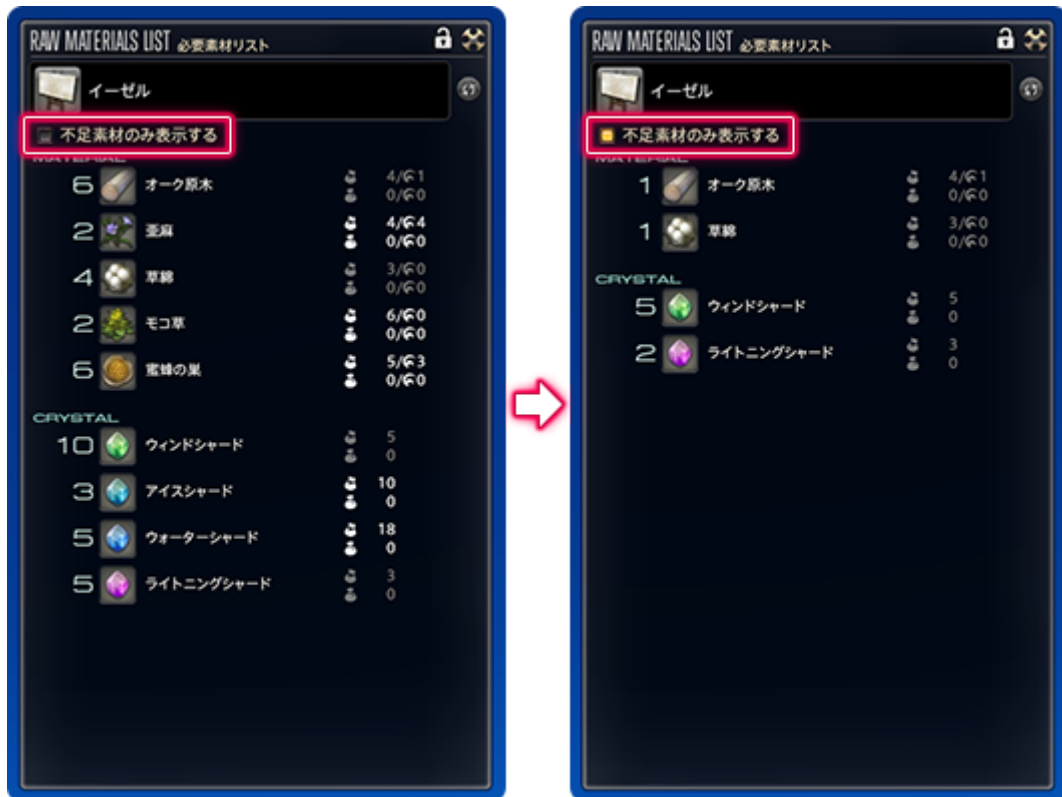 RAW MATERIALS LIST 必要素材リスト
イーゼル
不足素材のみ表示する
MATERIAL
6 オーク原木 4/1
0/0
2 亜麻 4/4
0/0
4 草綿 3/0
0/0
2 モコ草 6/0
0/0
6 蜜蜂の巣 5/3
0/0
CRYSTAL
10 ウィンドシャード 5
0
3 アイスシャード 10
0
5 ウォーターシャード 18
0
5 ライトニングシャード 3
0
RAW MATERIALS LIST 必要素材リスト
イーゼル
不足素材のみ表示する
MATERIAL
1 オーク原木 4/1
0/0
1 草綿 3/0
0/0
CRYSTAL
5 ウィンドシャード 5
0
2 ライトニングシャード 3
0